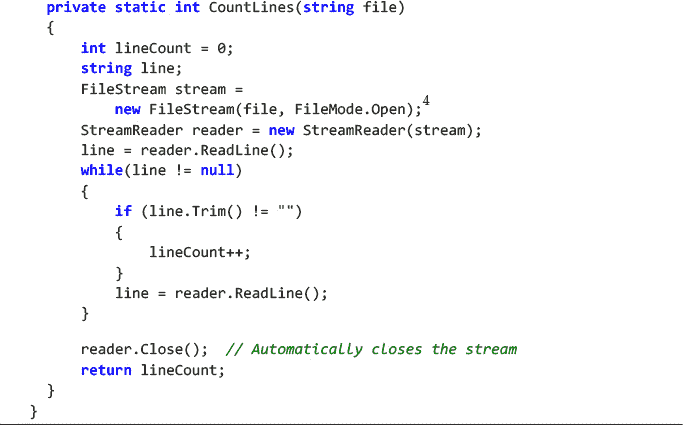 private static int CountLines(string file)
{
int lineCount = 0;
string line;
FileStream stream =
new FileStream(file, FileMode.Open);4
StreamReader reader = new StreamReader(stream);
line = reader.ReadLine();
while(line != null)
{
if (line.Trim() != "")
{
lineCount++;
}
line = reader.ReadLine();
}
reader.Close();  // Automatically closes the stream
return lineCount;
}
}